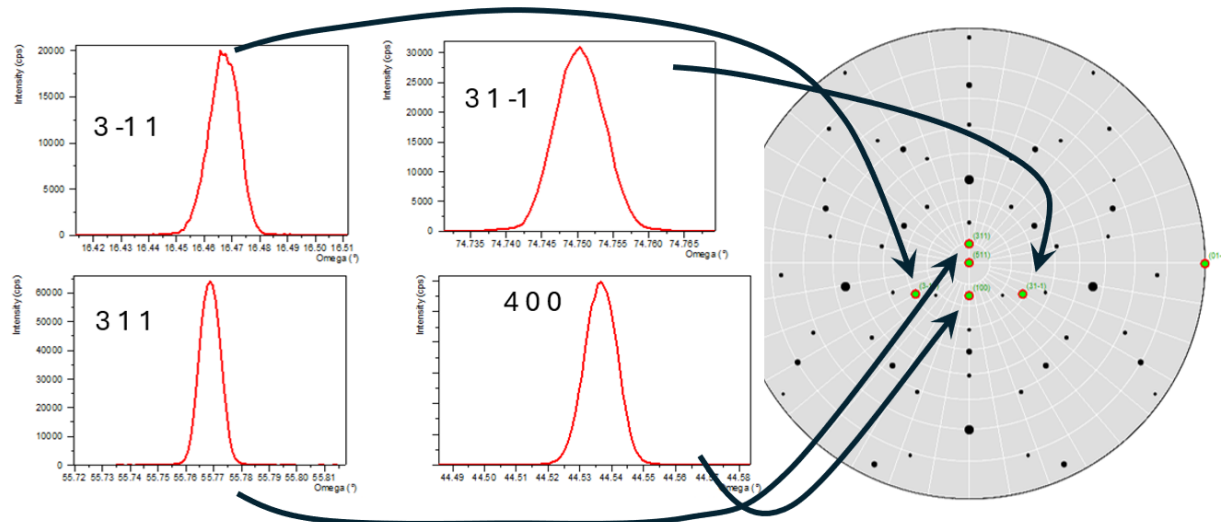 Intensity (cps)
20000
15000
10000
5000
0
3 -1 1
16.42 16.43 16.44 16.45 16.46 16.47 16.48 16.49 16.50 16.51
Omega (°)
Intensity (cps)
30000
25000
20000
15000
10000
5000
0
3 1 -1
74.735 74.740 74.745 74.750 74.755 74.760 74.765
Omega (°)
Intensity (cps)
60000
50000
40000
30000
20000
10000
0
3 1 1
55.72 55.73 55.74 55.75 55.76 55.77 55.78 55.79 55.80 55.81
Omega (°)
Intensity (cps)
4 0 0
44.49 44.50 44.51 44.52 44.53 44.54 44.55 44.56 44.57 44.58
Omega (°)
(311)
(511)
(01-
(3-1
(100)
(31-1)